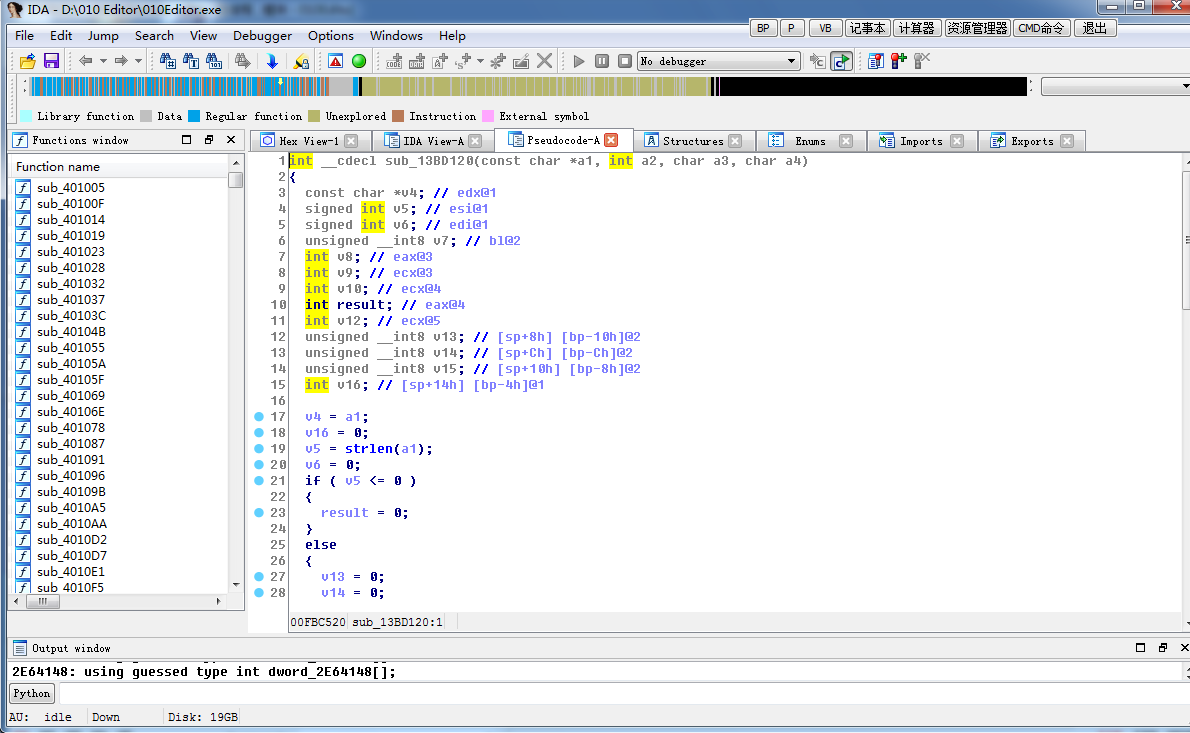 IDA - D:\010 Editor\010Editor.exe
File Edit Jump Search View Debugger Options Windows Help
BP P VB 记事本 计算器 资源管理器 CMD命令 退出
No debugger
Library function Data Regular function Unexplored Instruction External symbol
Functions window
Hex View-1 IDA View-A Pseudocode-A Structures Enums Imports Exports
Function name
sub_401005
sub_40100F
sub_401014
sub_401019
sub_401023
sub_401028
sub_401032
sub_401037
sub_40103C
sub_40104B
sub_401055
sub_40105A
sub_40105F
sub_401069
sub_40106E
sub_401078
sub_401087
sub_401091
sub_401096
sub_40109B
sub_4010A5
sub_4010AA
sub_4010D2
sub_4010D7
sub_4010E1
sub_4010F5
1 int __cdecl sub_13BD120(const char *a1, int a2, char a3, char a4)
2 {
3 const char *v4; // edx@1
4 signed int v5; // esi@1
5 signed int v6; // edi@1
6 unsigned __int8 v7; // bl@2
7 int v8; // eax@3
8 int v9; // ecx@3
9 int v10; // ecx@4
10 int result; // eax@4
11 int v12; // ecx@5
12 unsigned __int8 v13; // [sp+8h] [bp-10h]@2
13 unsigned __int8 v14; // [sp+Ch] [bp-Ch]@2
14 unsigned __int8 v15; // [sp+10h] [bp-8h]@2
15 int v16; // [sp+14h] [bp-4h]@1
16
17 v4 = a1;
18 v16 = 0;
19 v5 = strlen(a1);
20 v6 = 0;
21 if ( v5 <= 0 )
22 {
23 result = 0;
24 }
25 else
26 {
27 v13 = 0;
28 v14 = 0;
00FBC520 sub_13BD120:1
Output window
2E64148: using guessed type int dword_2E64148[];
Python
AU: idle Down Disk: 19GB